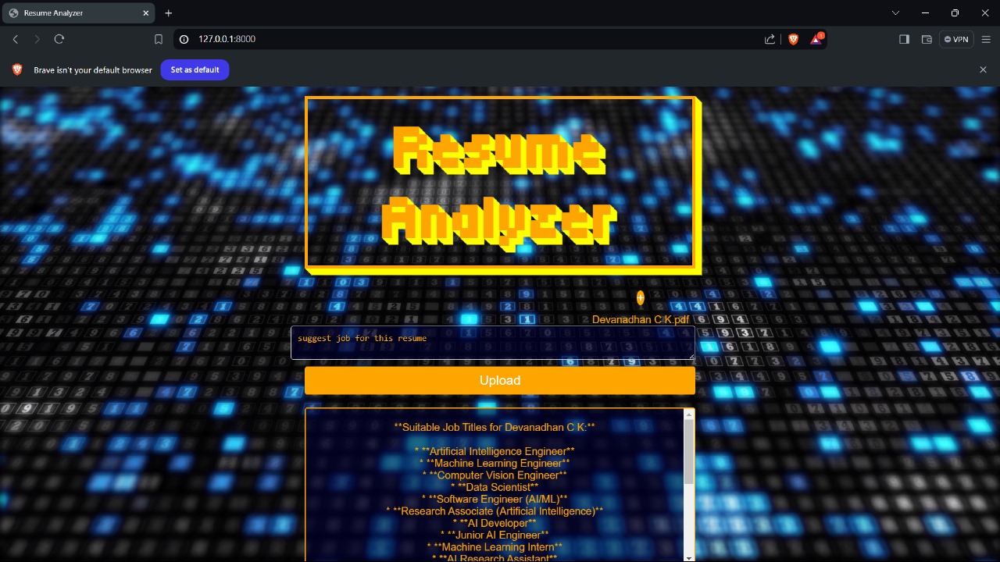 Resume Analyzer
127.0.0.1:8000
1
VPN
Brave isn't your default browser
Set as default
Resume
Analyzer
Devanadhan C K.pdf
suggest job for this resume
Upload
**Suitable Job Titles for Devanadhan C K:**
* **Artificial Intelligence Engineer**
* **Machine Learning Engineer**
* **Computer Vision Engineer**
* **Data Scientist**
* **Software Engineer (AI/ML)**
* **Research Associate (Artificial Intelligence)**
* **AI Developer**
* **Junior AI Engineer**
* **Machine Learning Intern**
* **AI Research Assistant**